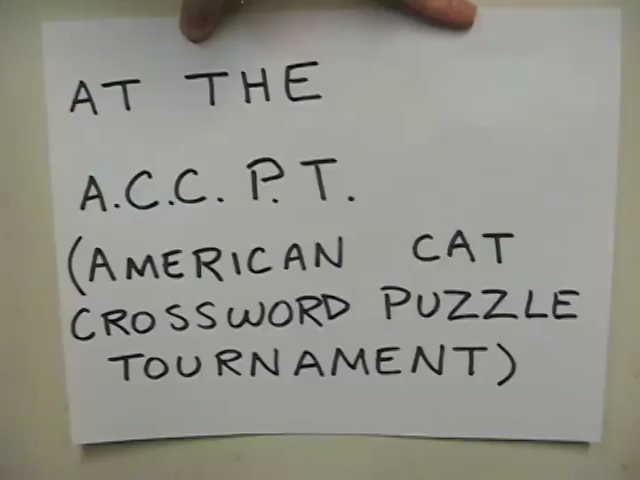 AT THE
A.C.C.P.T.
(AMERICAN CAT
CROSSWORD PUZZLE
TOURNAMENT)